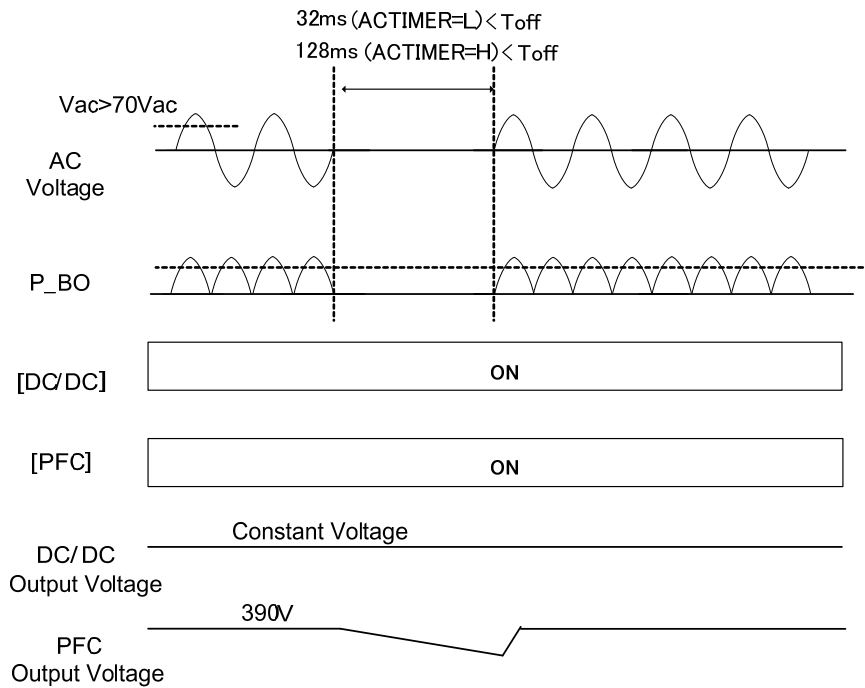 32ms (ACTIMER=L)<Toff
128ms (ACTIMER=H)<Toff
Vac>70Vac
AC
Voltage
P_BO
[DC/DC]
ON
[PFC]
ON
Constant Voltage
DC/DC
Output Voltage
390V
PFC
Output Voltage